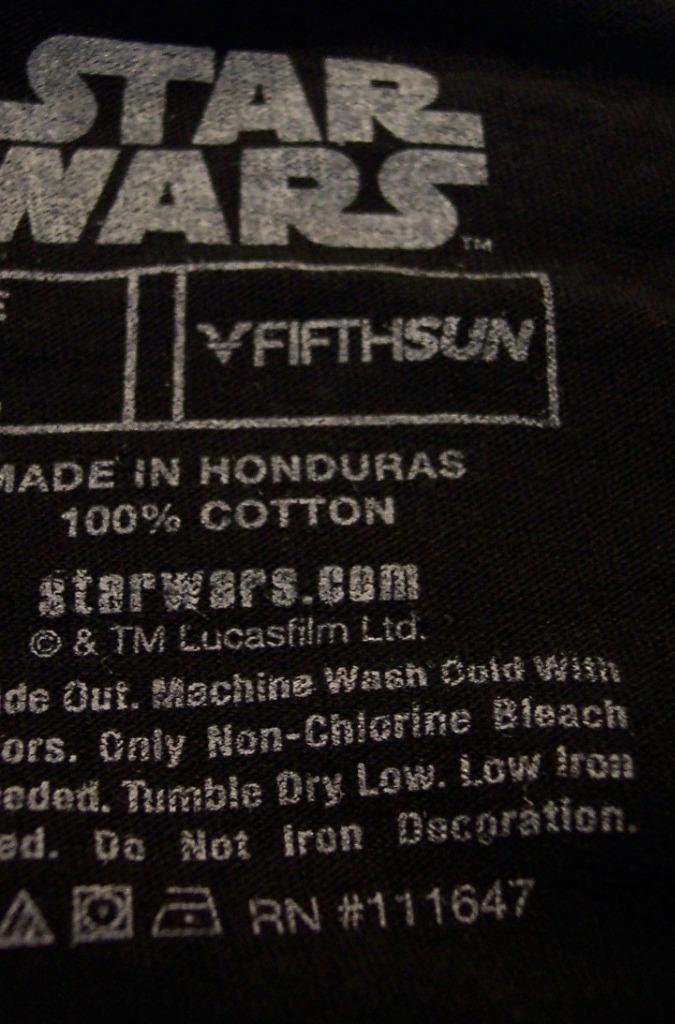 STAR
WARS
TM
FIFTHSUN
MADE IN HONDURAS
100% COTTON
starwars.com
© & TM Lucasfilm Ltd.
de Out. Machine Wash Cold With
ors. Only Non-Chlorine Bleach
eded. Tumble Dry Low. Low Iron
ed. Do Not Iron Decoration.
RN #111647